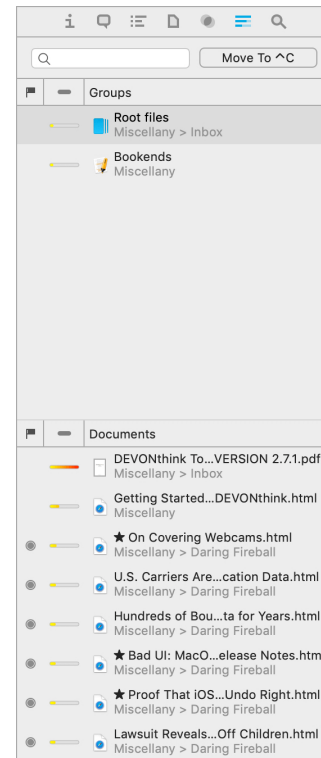 Move To ^C
Groups
Root files
Miscellany > Inbox
Bookends
Miscellany
Documents
DEVONthink To...VERSION 2.7.1.pdf
Miscellany > Inbox
Getting Started...DEVONthink.html
Miscellany
★ On Covering Webcams.html
Miscellany > Daring Fireball
U.S. Carriers Are...cation Data.html
Miscellany > Daring Fireball
Hundreds of Bou...ta for Years.html
Miscellany > Daring Fireball
★ Bad UI: MacO...elease Notes.htm
Miscellany > Daring Fireball
★ Proof That iOS...Undo Right.html
Miscellany > Daring Fireball
Lawsuit Reveals...Off Children.html
Miscellany > Daring Fireball